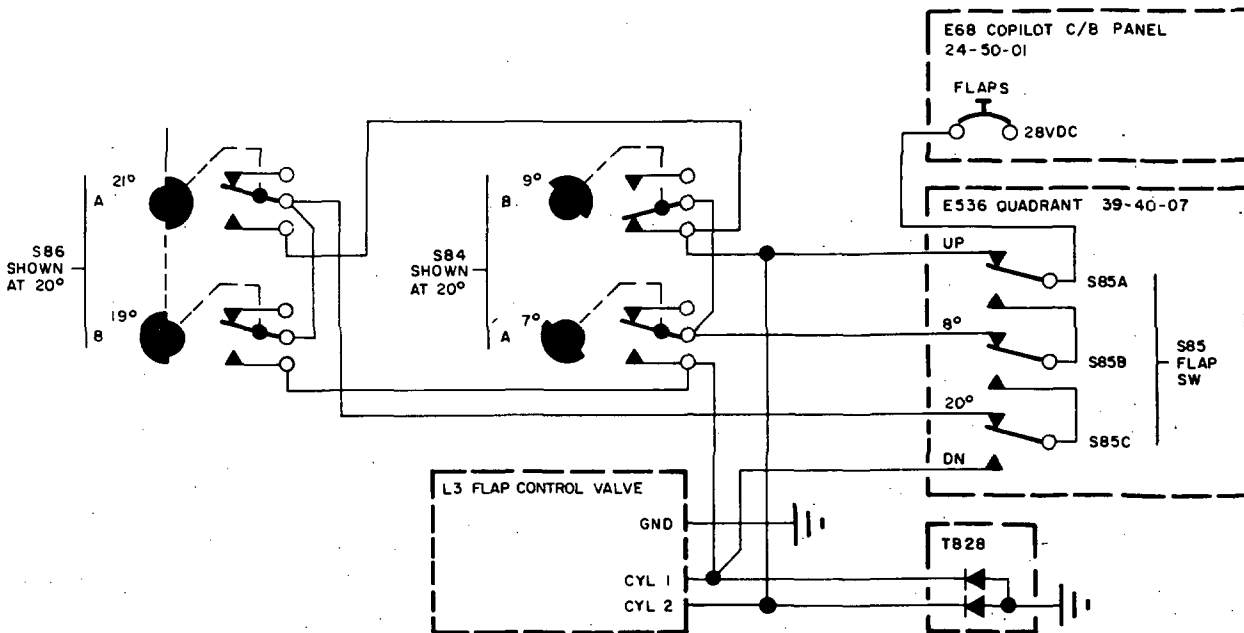 E68 COPILOT C/B PANEL
24-50-01
FLAPS
28VDC
E536 QUADRANT 39-40-07
UP
S85A
8°
S85B
20°
S85C
DN
S85
FLAP
SW
S86
SHOWN
AT 20°
A
21°
B
19°
S84
SHOWN
AT 20°
B
9°
A
7°
L3 FLAP CONTROL VALVE
GND
CYL 1
CYL 2
TB28